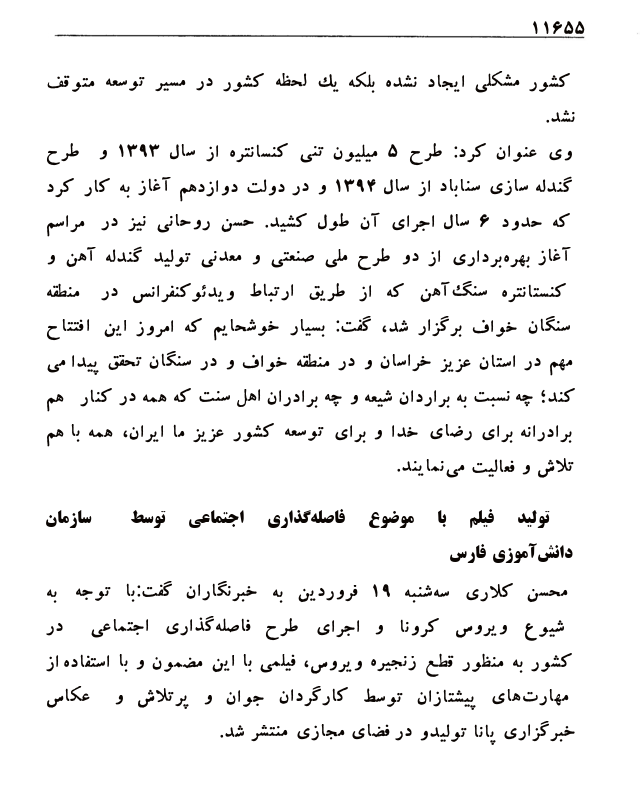 ۱۱۶۵۵
کشور مشکلی ایجاد نشده بلکه یك لحظه کشور در مسیر توسعه متوقف
نشد.
وی عنوان کرد: طرح ۵ میلیون تنی کنسانتره از سال ۱۳۹۳ و طرح
گندله سازی سناباد از سال ۱۳۹۴ و در دولت دوازدهم آغاز به کار کرد
که حدود ۶ سال اجرای آن طول کشید. حسن روحانی نیز در مراسم
آغاز بهره‌برداری از دو طرح ملی صنعتی و معدنی تولید گندله آهن و
کنستانتره سنگ‌آهن که از طریق ارتباط ویدئوکنفرانس در منطقه
سنگان خواف برگزار شد، گفت: بسیار خوشحایم که امروز این افتتاح
مهم در استان عزیز خراسان و در منطقه خواف و در سنگان تحقق پیدا می
کند؛ چه نسبت به براردان شیعه و چه برادران اهل سنت که همه در کنار هم
برادرانه برای رضای خدا و برای توسعه کشور عزیز ما ایران، همه با هم
تلاش و فعالیت می‌نمایند.
تولید فیلم با موضوع فاصله‌گذاری اجتماعی توسط سازمان
دانش‌آموزی فارس
محسن کلاری سه‌شنبه ۱۹ فروردین به خبرنگاران گفت:با توجه به
شیوع ویروس کرونا و اجرای طرح فاصله‌گذاری اجتماعی در
کشور به منظور قطع زنجیره ویروس، فیلمی با این مضمون و با استفاده از
مهارت‌های پیشتازان توسط کارگردان جوان و پرتلاش و عکاس
خبرگزاری پانا تولیدو در فضای مجازی منتشر شد.